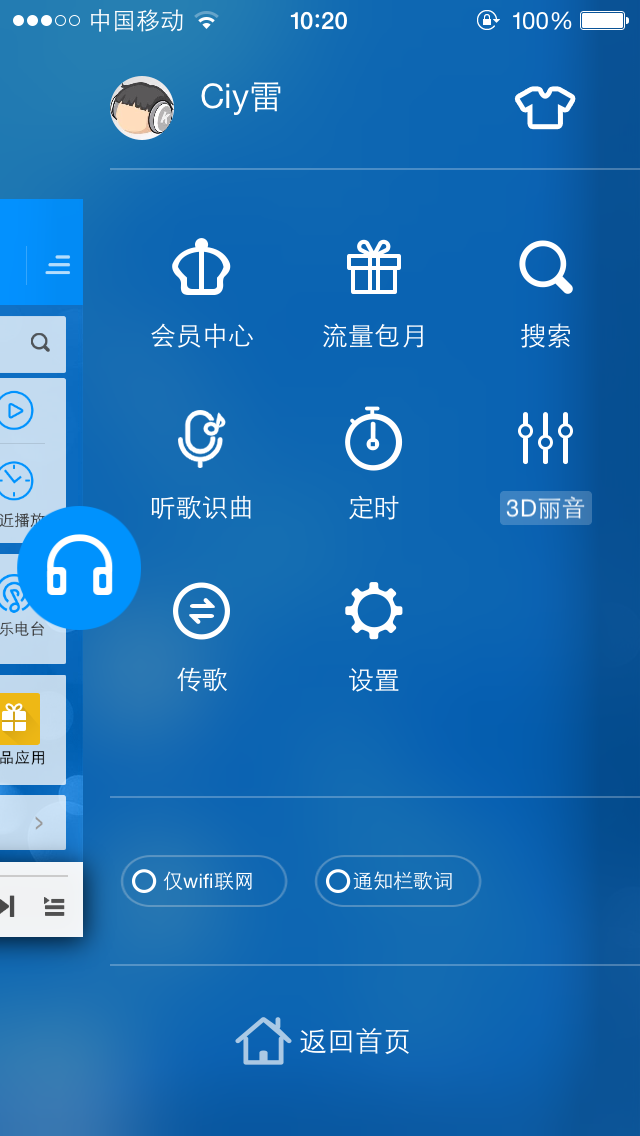 中国移动 10:20 100%
Ciy雷
会员中心 流量包月 搜索
听歌识曲 定时 3D丽音
近播放
乐电台
传歌 设置
品应用
仅wifi联网 通知栏歌词
返回首页